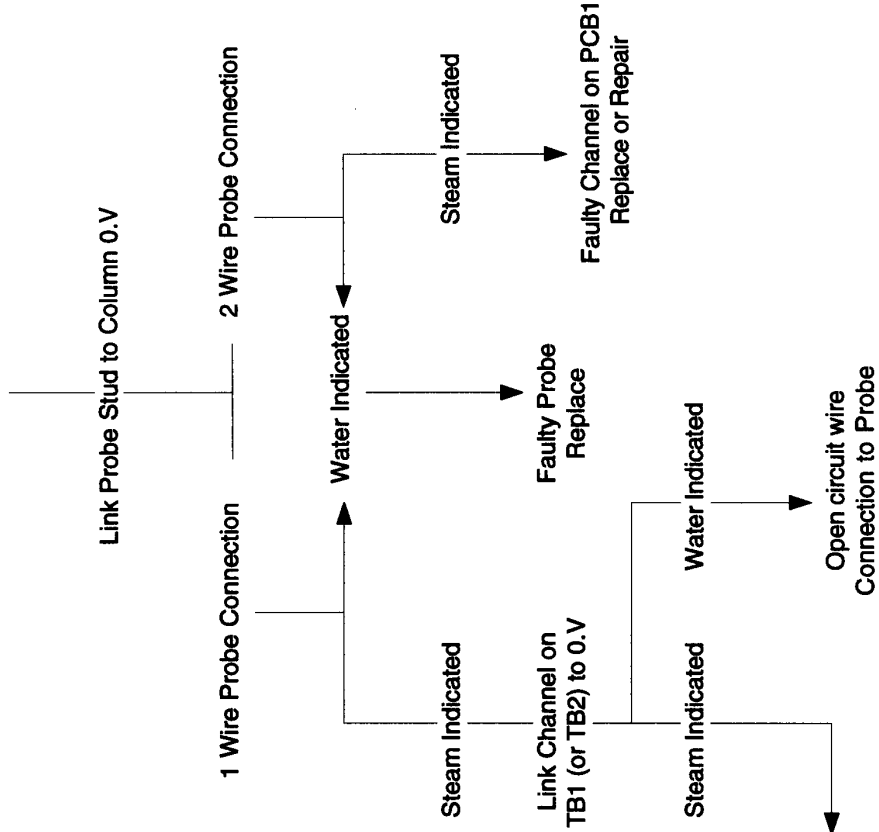 Link Probe Stud to Column 0.V
1 Wire Probe Connection
2 Wire Probe Connection
Water Indicated
Steam Indicated
Steam Indicated
Link Channel on
TB1 (or TB2) to 0.V
Faulty Probe
Replace
Faulty Channel on PCB1
Replace or Repair
Steam Indicated
Water Indicated
Open circuit wire
Connection to Probe